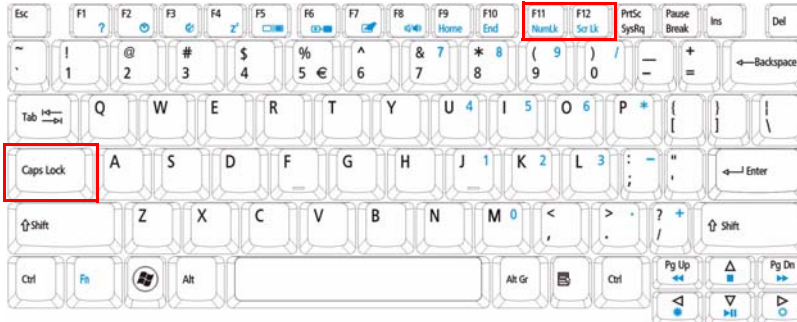 Esc F1 F2 F3 F4 F5 F6 F7 F8 F9 F10 F11 F12 PrtSc Pause Ins Del
? z² Home End NumLk Scr Lk SysRq Break
~ ! @ # $ % ^ & 7 * 8 ( 9 ) / _ + Backspace
` 1 2 3 4 5 € 6 7 8 9 0 - =
Tab Q W E R T Y U 4 I 5 O 6 P * { } |
[ ] \
Caps Lock A S D F G H J 1 K 2 L 3 : - " Enter
; '
Shift Z X C V B N M 0 < > . ? + Shift
, . /
Ctrl Fn Alt Alt Gr Ctrl Pg Up Pg Dn